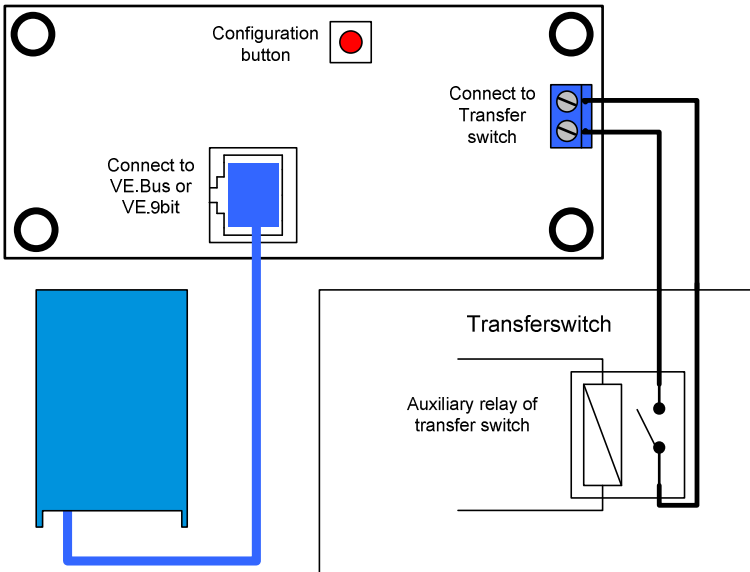 Configuration
button
Connect to
Transfer
switch
Connect to
VE.Bus or
VE.9bit
Transferswitch
Auxiliary relay of
transfer switch